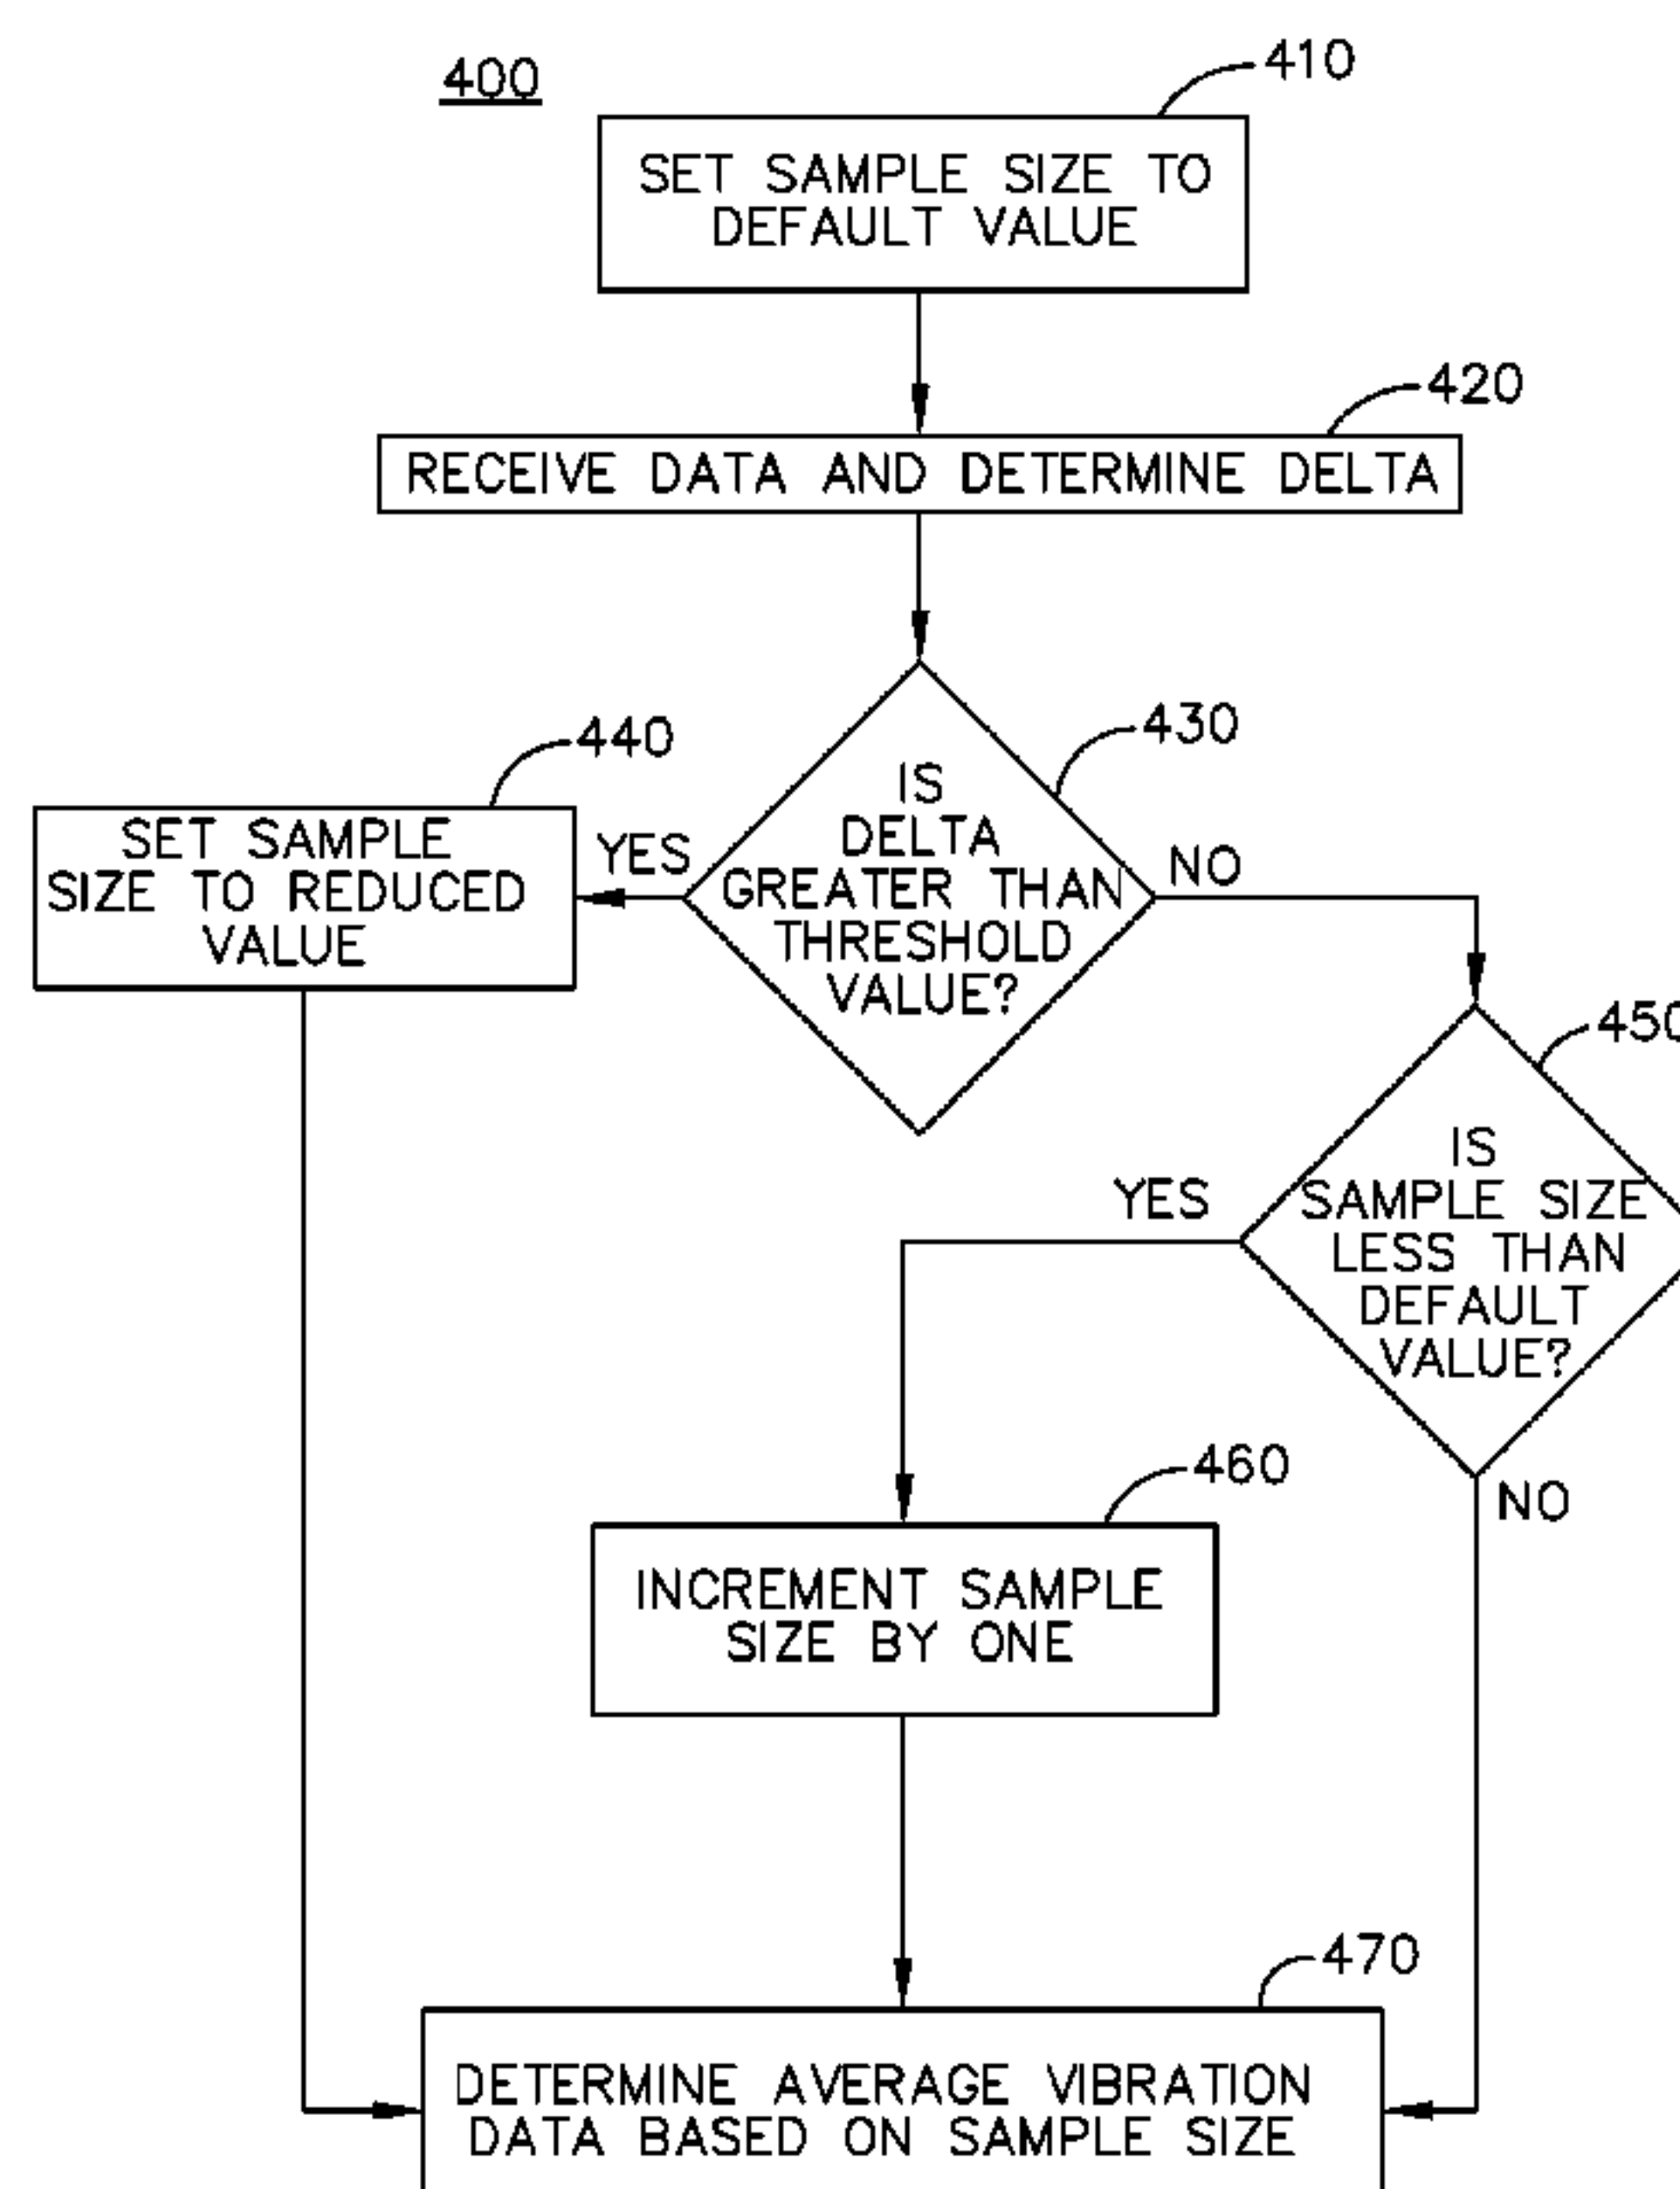 400
410
SET SAMPLE SIZE TO
DEFAULT VALUE
420
RECEIVE DATA AND DETERMINE DELTA
430
IS
DELTA
GREATER THAN
THRESHOLD
VALUE?
440
SET SAMPLE
SIZE TO REDUCED
VALUE
YES
NO
450
IS
SAMPLE SIZE
LESS THAN
DEFAULT
VALUE?
YES
NO
460
INCREMENT SAMPLE
SIZE BY ONE
470
DETERMINE AVERAGE VIBRATION
DATA BASED ON SAMPLE SIZE